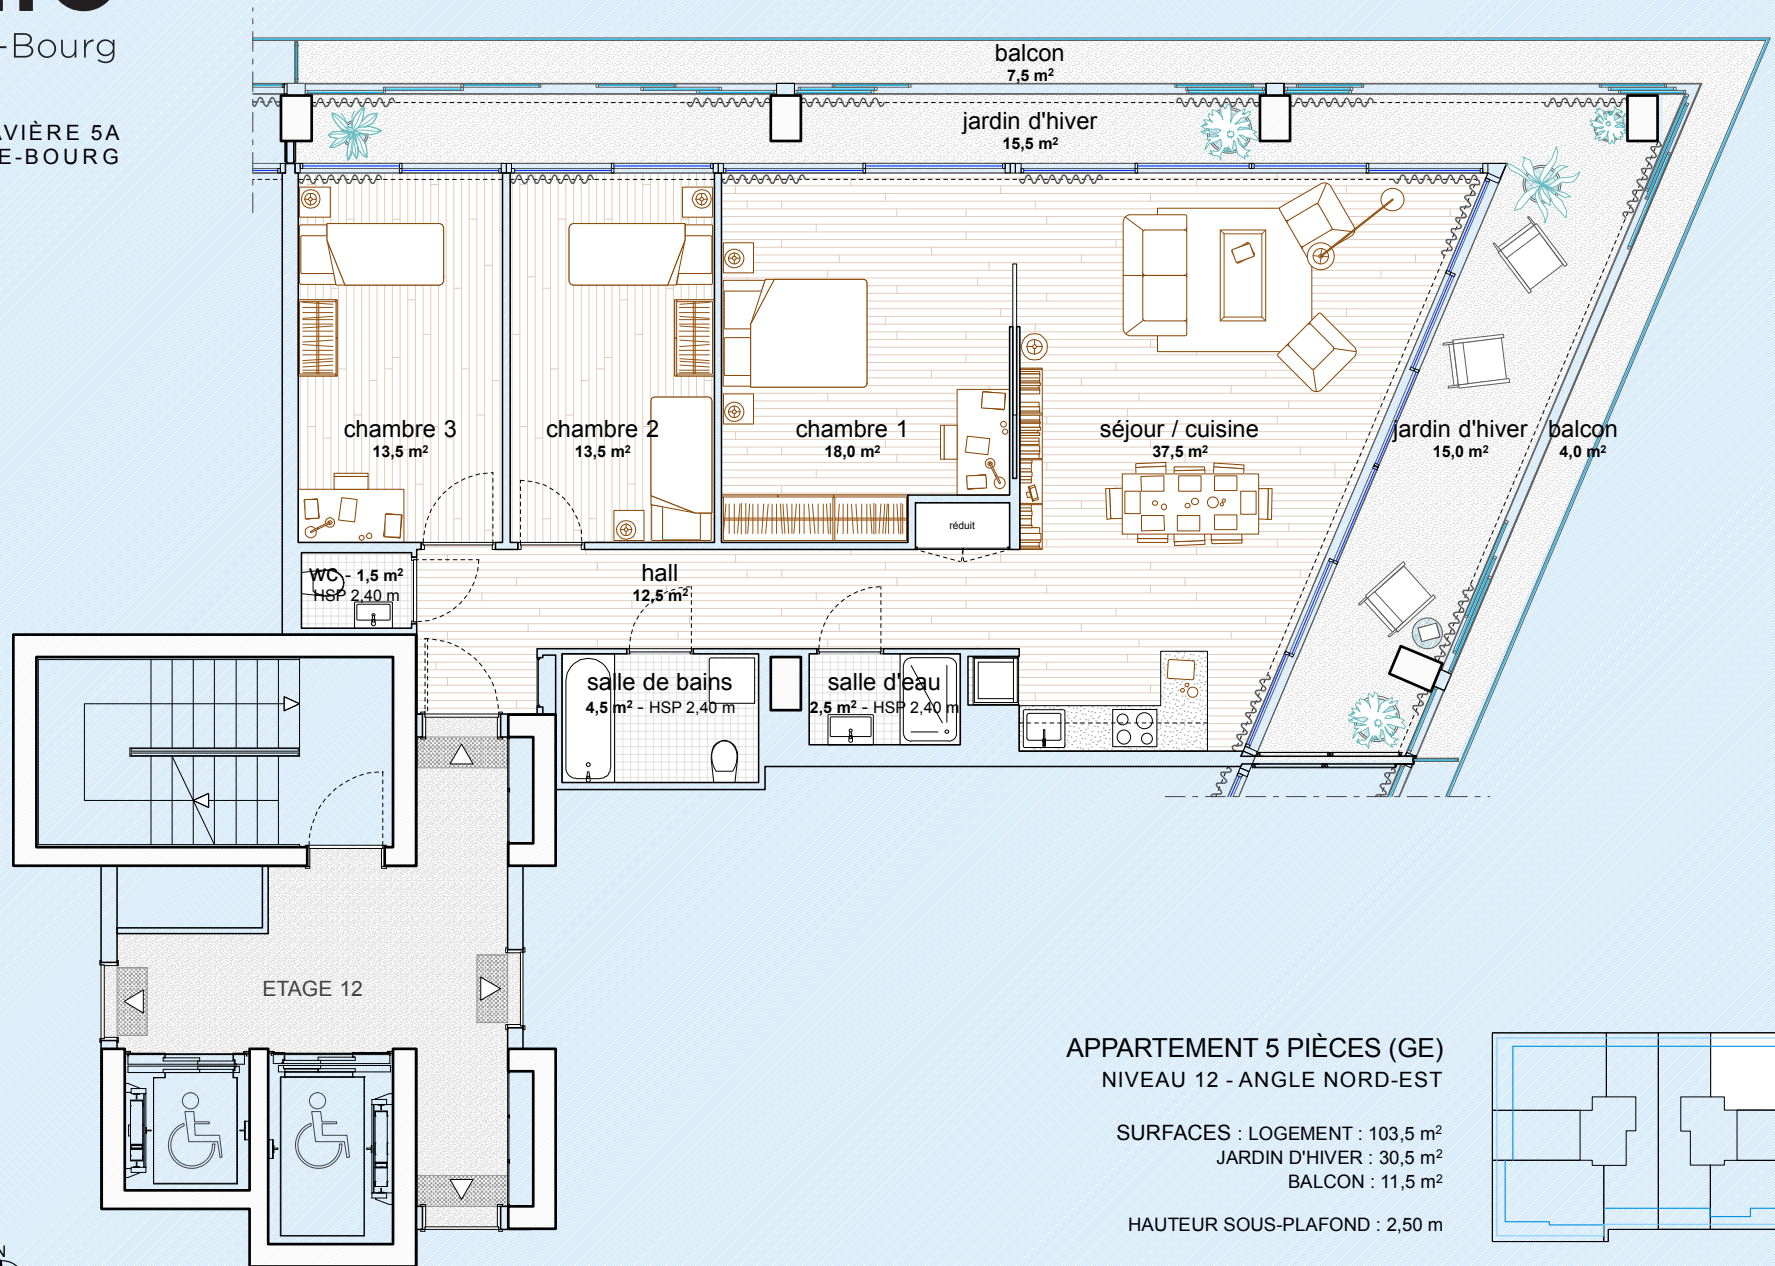 -Bourg
balcon
7,5 m²
jardin d'hiver
15,5 m²
chambre 3
13,5 m²
chambre 2
13,5 m²
chambre 1
18,0 m²
séjour / cuisine
37,5 m²
jardin d'hiver
15,0 m²
balcon
4,0 m²
réduit
WC - 1,5 m²
HSP 2,40 m
hall
12,5 m²
salle de bains
4,5 m² - HSP 2,40 m
salle d'eau
2,5 m² - HSP 2,40 m
ETAGE 12
APPARTEMENT 5 PIÈCES (GE)
NIVEAU 12 - ANGLE NORD-EST
SURFACES : LOGEMENT : 103,5 m²
JARDIN D'HIVER : 30,5 m²
BALCON : 11,5 m²
HAUTEUR SOUS-PLAFOND : 2,50 m
AVIÈRE 5A
E-BOURG
N